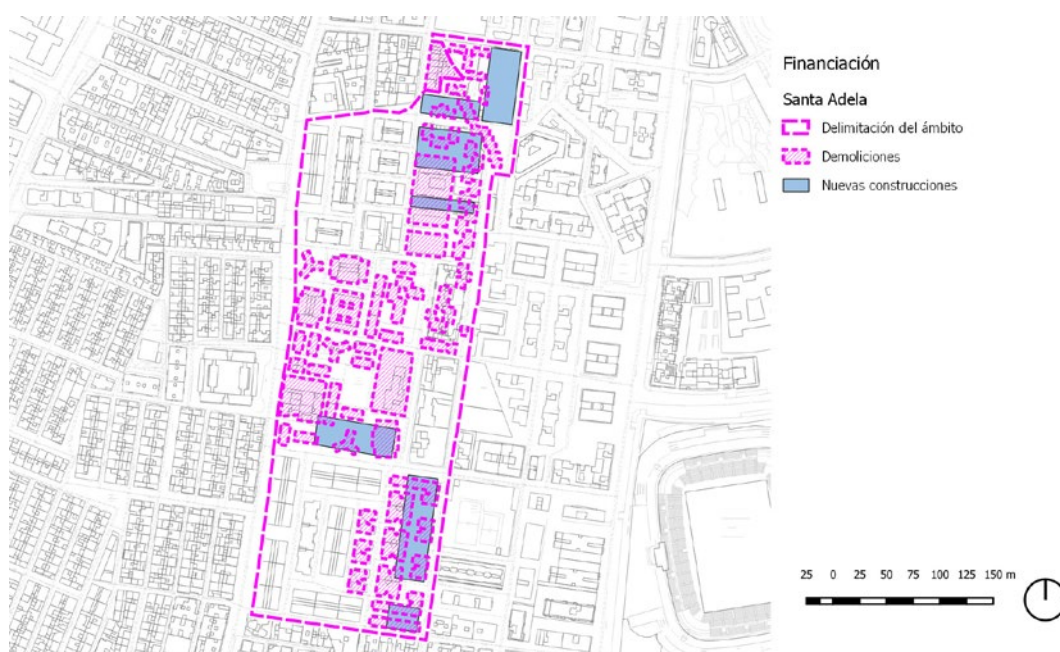 Financiación
Santa Adela
Delimitación del ámbito
Demoliciones
Nuevas construcciones
25 0 25 50 75 100 125 150 m